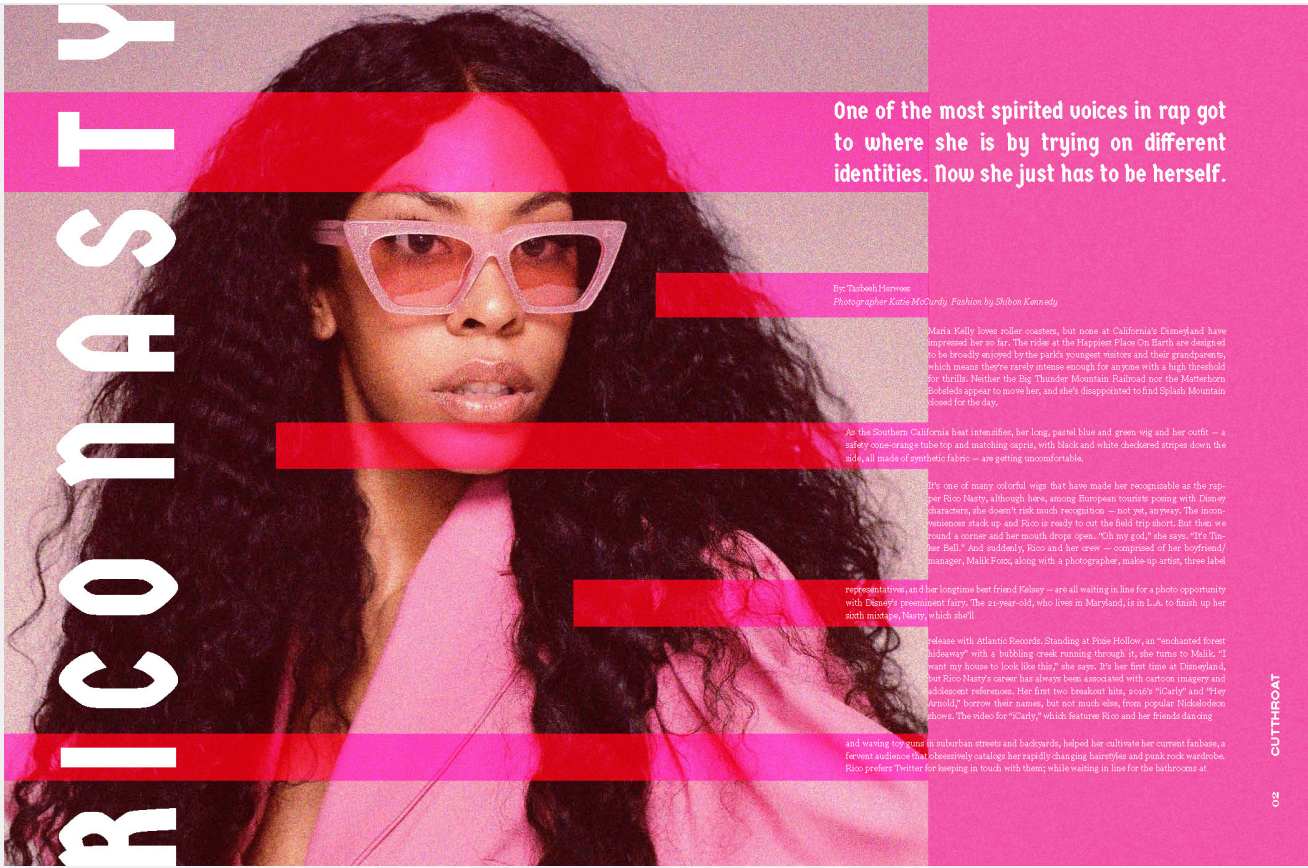 RICO NASTY
One of the most spirited voices in rap got
to where she is by trying on different
identities. Now she just has to be herself.
By: Tasbeeh Herwees
Photographer Katie McCurdy Fashion by Shibon Kennedy
Maria Kelly loves roller coasters, but none at California's Disneyland have
impressed her so far. The rides at the Happiest Place On Earth are designed
to be broadly enjoyed by the park's youngest visitors and their grandparents,
which means they're rarely intense enough for anyone with a high threshold
for thrills. Neither the Big Thunder Mountain Railroad nor the Matterhorn
Bobsleds appear to move her, and she's disappointed to find Splash Mountain
closed for the day.
As the Southern California heat intensifies, her long, pastel blue and green wig and her outfit — a
safety cone-orange tube top and matching capris, with black and white checkered stripes down the
side, all made of synthetic fabric — are getting uncomfortable.
It's one of many colorful wigs that have made her recognizable as the rap-
per Rico Nasty, although here, among European tourists posing with Disney
characters, she doesn't risk much recognition — not yet, anyway. The incon-
veniences stack up and Rico is ready to cut the field trip short. But then we
round a corner and her mouth drops open. “Oh my god,” she says. “It's Tin-
ker Bell.” And suddenly, Rico and her crew — comprised of her boyfriend/
manager, Malik Foxx, along with a photographer, make-up artist, three label
representatives, and her longtime best friend Kelsey — are all waiting in line for a photo opportunity
with Disney's preeminent fairy. The 21-year-old, who lives in Maryland, is in L.A. to finish up her
sixth mixtape, Nasty, which she'll
release with Atlantic Records. Standing at Pixie Hollow, an “enchanted forest
hideaway” with a bubbling creek running through it, she turns to Malik. “I
want my house to look like this,” she says. It's her first time at Disneyland,
but Rico Nasty's career has always been associated with cartoon imagery and
adolescent references. Her first two breakout hits, 2016's “iCarly” and “Hey
Arnold,” borrow their names, but not much else, from popular Nickelodeon
shows. The video for “iCarly,” which features Rico and her friends dancing
and waving toy guns in suburban streets and backyards, helped her cultivate her current fanbase, a
fervent audience that obsessively catalogs her rapidly changing hairstyles and punk rock wardrobe.
Rico prefers Twitter for keeping in touch with them; while waiting in line for the bathrooms at
02 CUTTHROAT